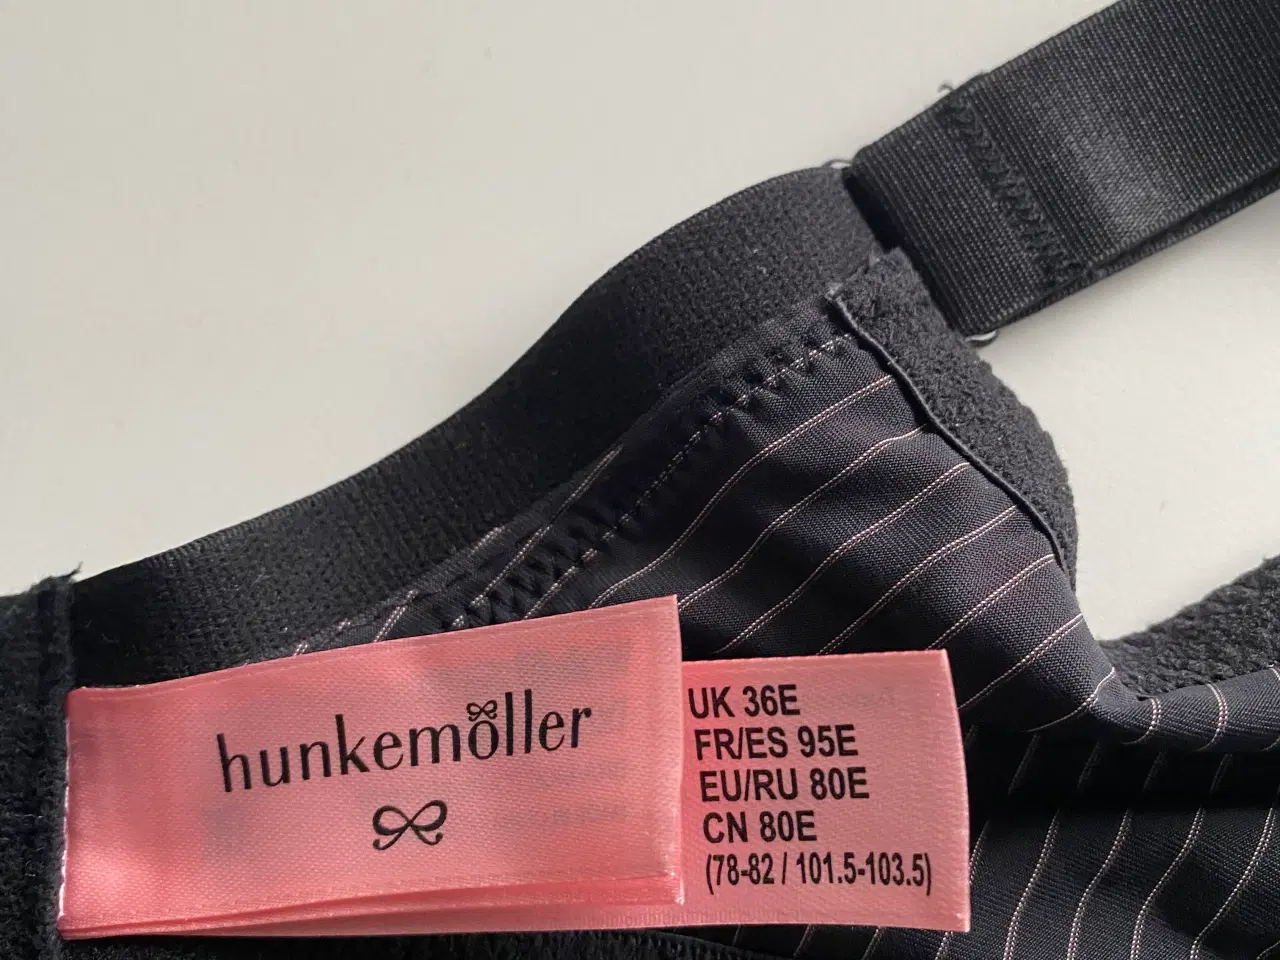 hunkemöller
UK 36E
FR/ES 95E
EU/RU 80E
CN 80E
(78-82 / 101.5-103.5)